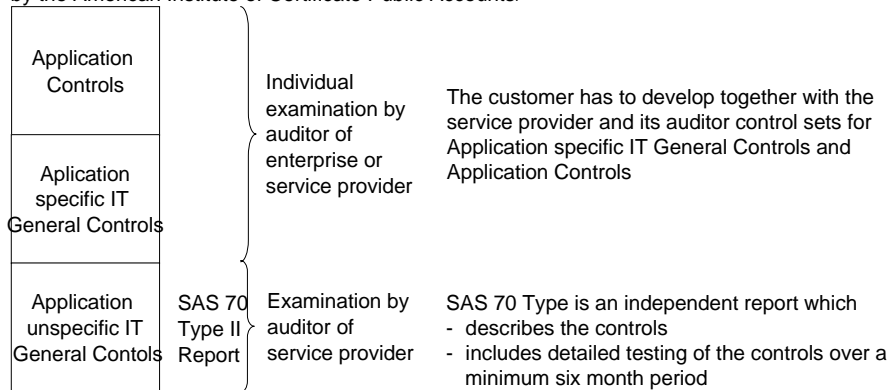 by the American Institute of Certificate Public Accounts.
Application
Controls
Individual
examination by
auditor of
enterprise or
service provider
The customer has to develop together with the
service provider and its auditor control sets for
Application specific IT General Controls and
Application Controls
Aplication
specific IT
General Controls
Application
unspecific IT
General Contols
SAS 70
Type II
Report
Examination by
auditor of
service provider
SAS 70 Type is an independent report which
- describes the controls
- includes detailed testing of the controls over a
minimum six month period